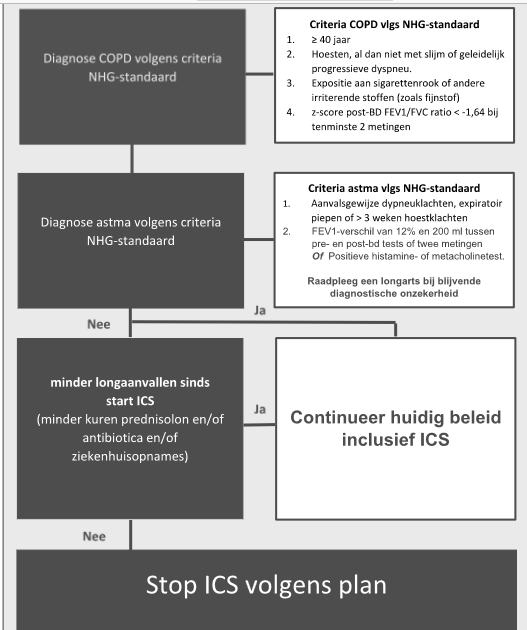 Diagnose COPD volgens criteria
NHG-standaard
Criteria COPD vlgs NHG-standaard
1. ≥ 40 jaar
2. Hoesten, al dan niet met slijm of geleidelijk
progressieve dyspneu.
3. Expositie aan sigarettenrook of andere
irriterende stoffen (zoals fijnstof)
4. z-score post-BD FEV1/FVC ratio < -1,64 bij
tenminste 2 metingen
Diagnose astma volgens criteria
NHG-standaard
Criteria astma vlgs NHG-standaard
1. Aanvalsgewijze dypneuklachten, expiratoir
piepen of > 3 weken hoestklachten
2. FEV1-verschil van 12% en 200 ml tussen
pre- en post-bd tests of twee metingen
Of Positieve histamine- of metacholinetest.
Raadpleeg een longarts bij blijvende
diagnostische onzekerheid
Ja
Nee
minder longaanvallen sinds
start ICS
(minder kuren prednisolon en/of
antibiotica en/of
ziekenhuisopnames)
Ja
Continueer huidig beleid
inclusief ICS
Nee
Stop ICS volgens plan